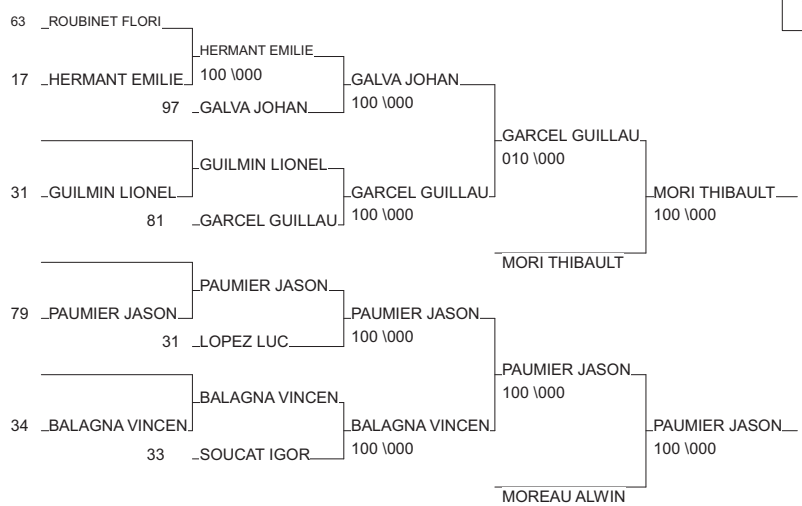 63 ROUBINET FLORI
HERMANT EMILIE
17 HERMANT EMILIE 100 \000 GALVA JOHAN
97 GALVA JOHAN 100 \000
GARCEL GUILLAU
010 \000
GUILMIN LIONEL
31 GUILMIN LIONEL GARCEL GUILLAU MORI THIBAULT
81 GARCEL GUILLAU 100 \000 100 \000
MORI THIBAULT
PAUMIER JASON
79 PAUMIER JASON PAUMIER JASON
31 LOPEZ LUC 100 \000
PAUMIER JASON
100 \000
BALAGNA VINCEN
34 BALAGNA VINCEN BALAGNA VINCEN PAUMIER JASON
33 SOUCAT IGOR 100 \000 100 \000
MOREAU ALWIN